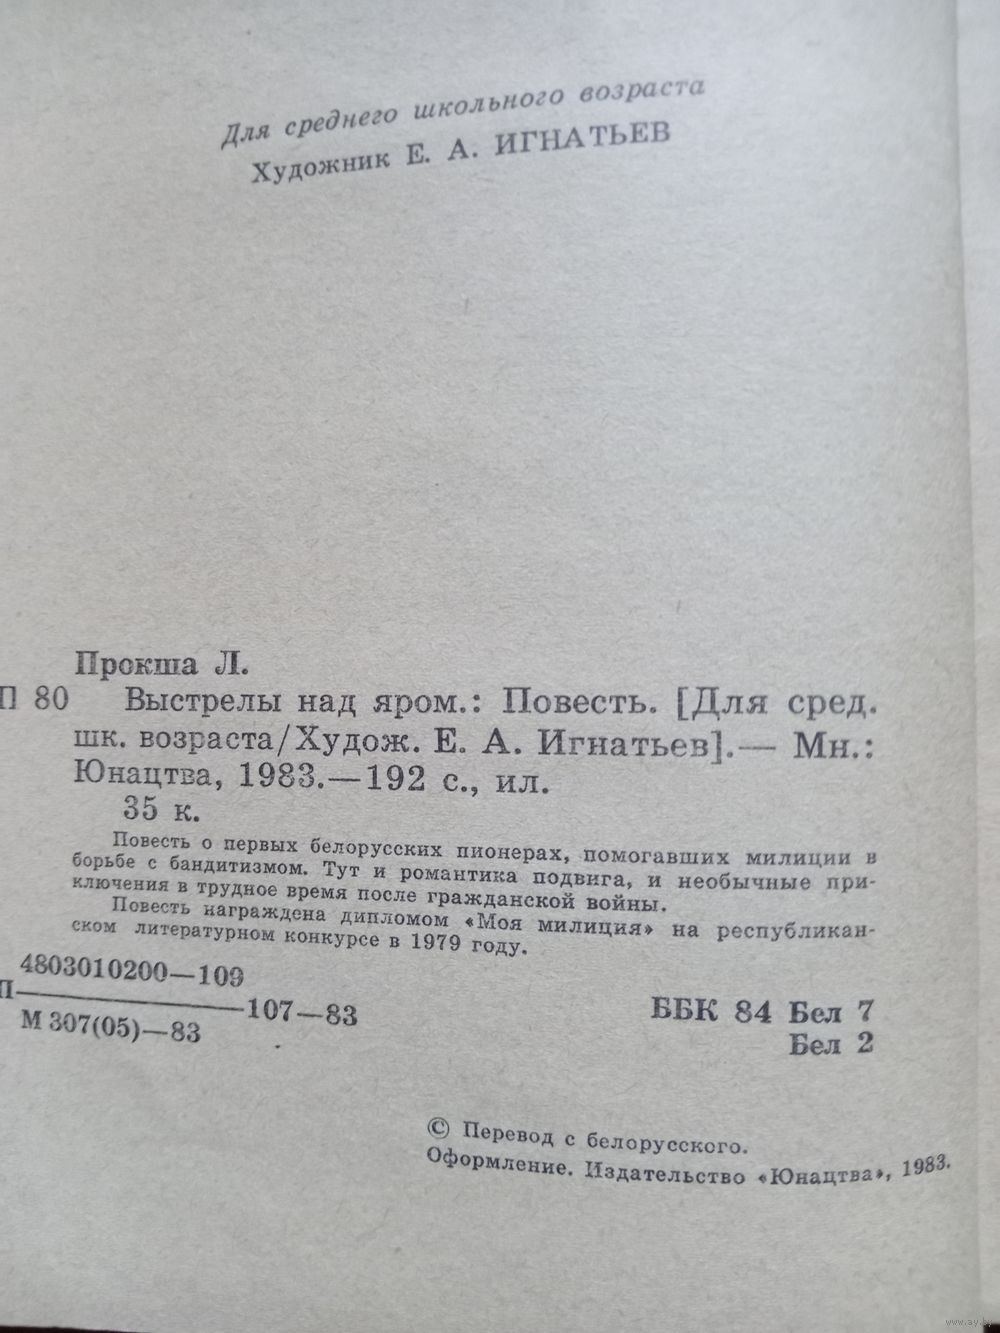 Для среднего школьного возраста
Художник Е. А. ИГНАТЬЕВ
Прокша Л.
П 80 Выстрелы над яром.: Повесть. [Для сред.
шк. возраста/Худож. Е. А. Игнатьев].— Мн.:
Юнацтва, 1983.—192 с., ил.
35 к.
Повесть о первых белорусских пионерах, помогавших милиции в
борьбе с бандитизмом. Тут и романтика подвига, и необычные при-
ключения в трудное время после гражданской войны.
Повесть награждена дипломом «Моя милиция» на республикан-
ском литературном конкурсе в 1979 году.
4803010200—109
П 107—83
М 307(05)—83
ББК 84 Бел 7
Бел 2
© Перевод с белорусского.
Оформление. Издательство «Юнацтва», 1983.
www.ay.by